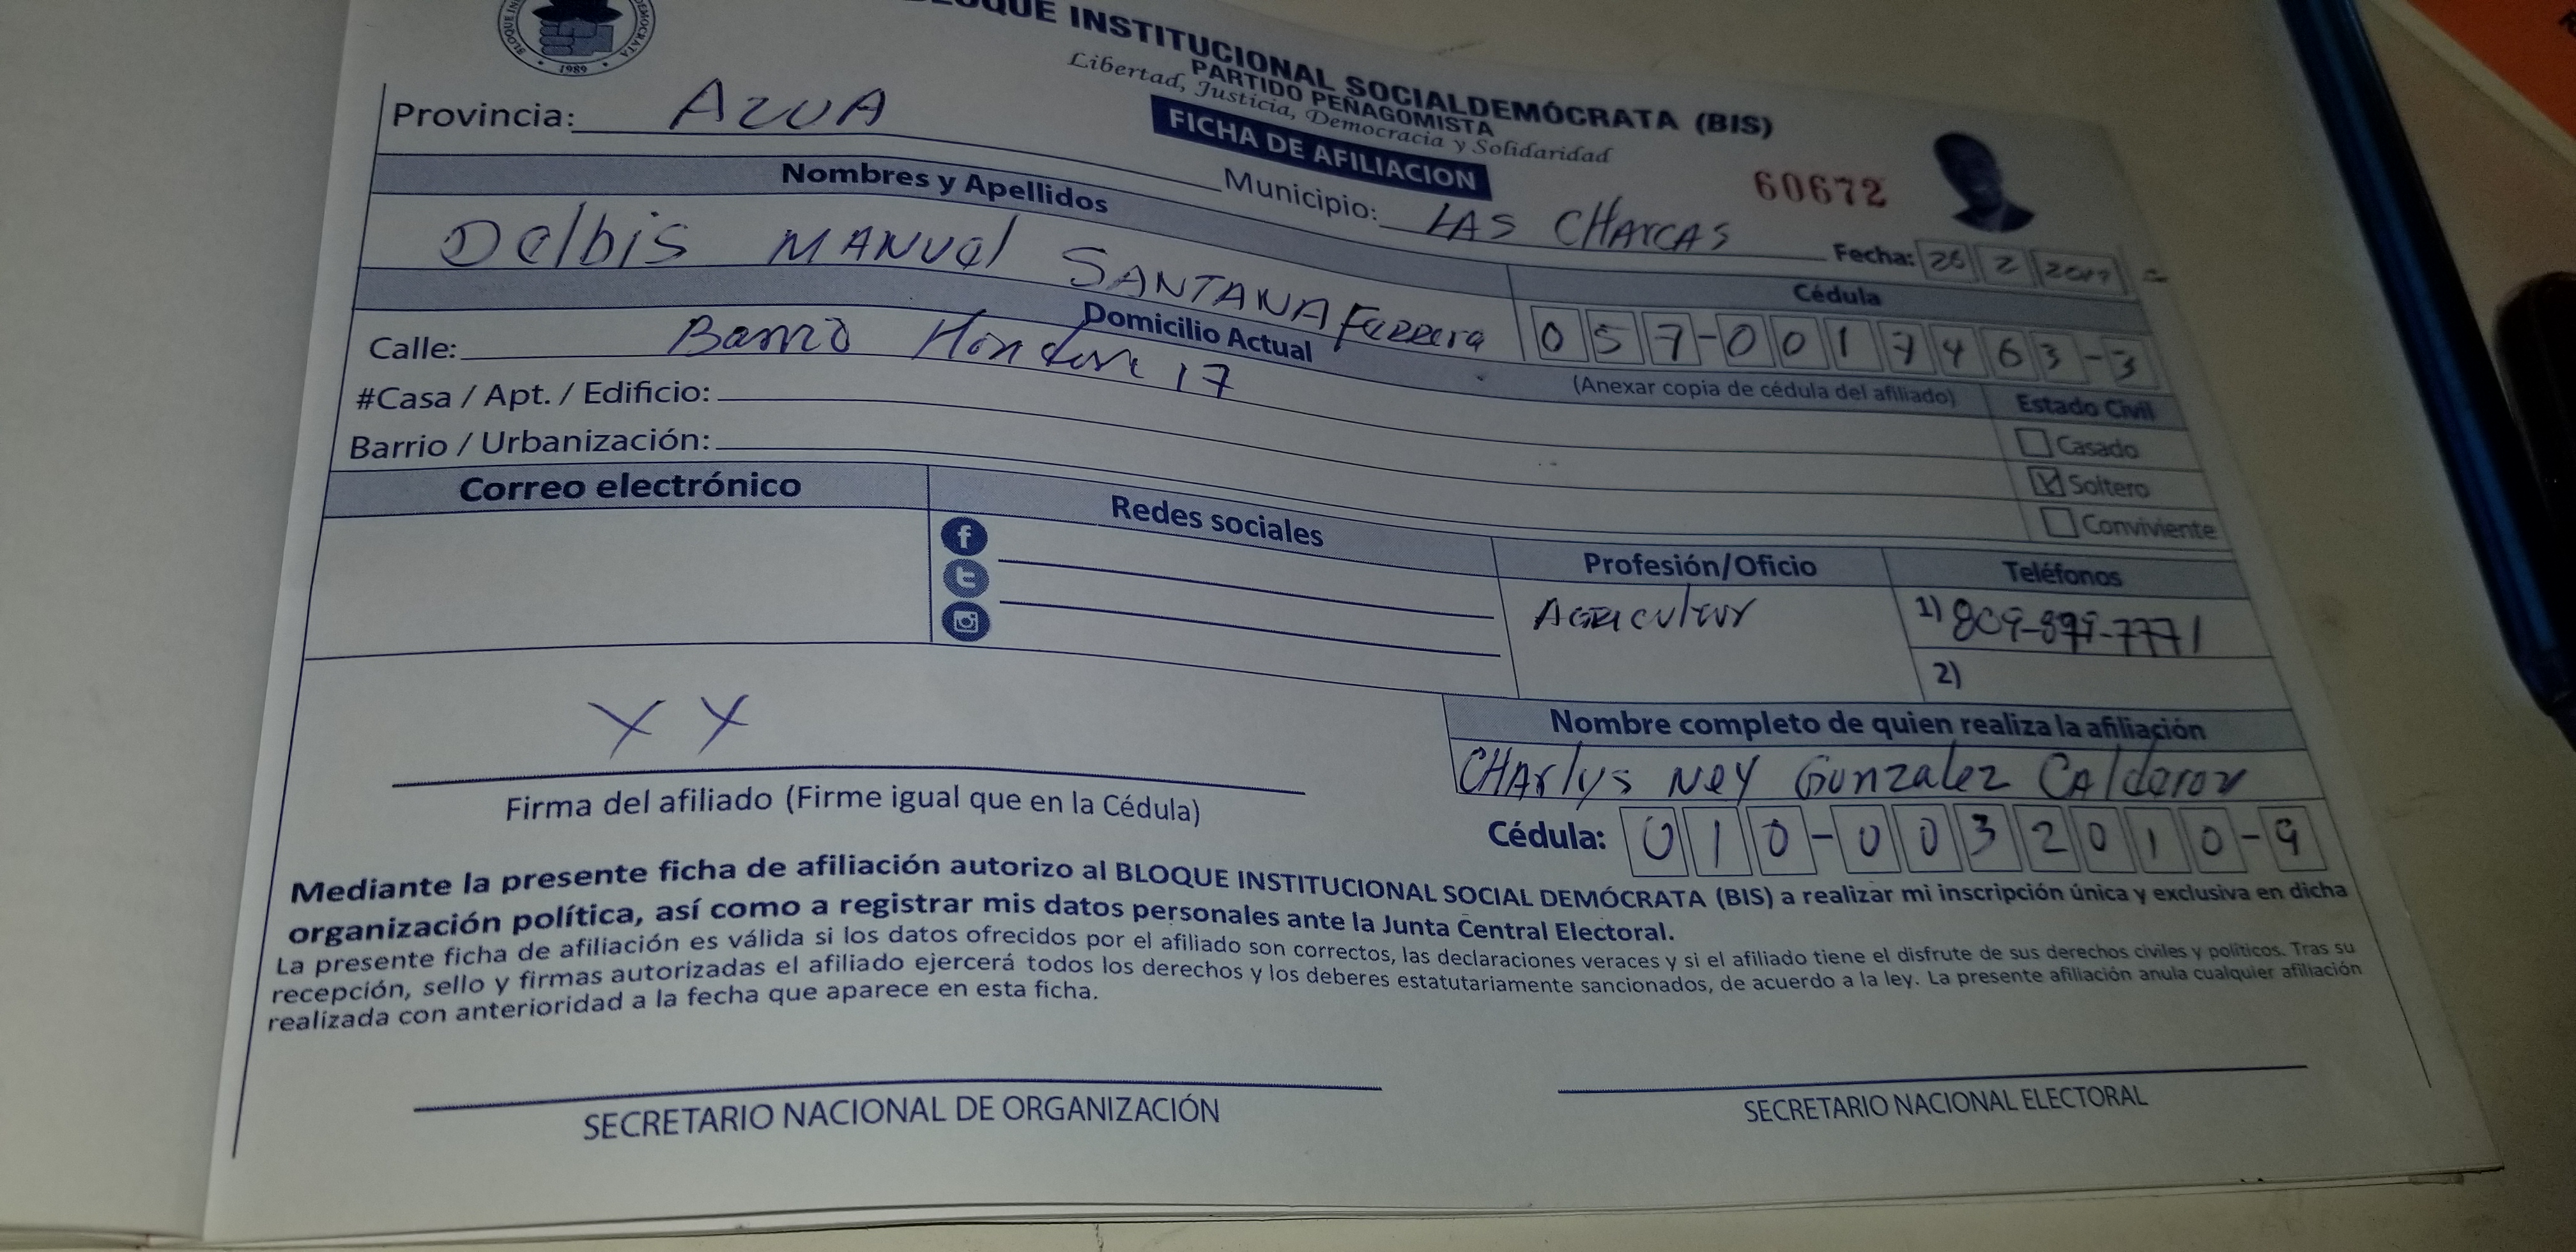 BLOQUE INSTITUCIONAL SOCIALDEMÓCRATA (BIS)
PARTIDO PEÑAGOMISTA
Libertad, Justicia, Democracia y Solidaridad
1989
FICHA DE AFILIACION
60672
Provincia: AZUA
Municipio: LAS CHARCAS
Fecha: 26 2
Nombres y Apellidos
Cédula
Delbis MANUel SANTANA Ferrera
057-0017463-3
(Anexar copia de cédula del afiliado)
Domicilio Actual
Estado Civil
Calle: Barrio 17
#Casa / Apt. / Edificio:
Barrio / Urbanización:
Casado
Soltero
Conviviente
Correo electrónico
Redes sociales
Profesión/Oficio
Teléfonos
AGRIcultur
1) 809-899-7771
2)
X X
Firma del afiliado (Firme igual que en la Cédula)
Nombre completo de quien realiza la afiliación
CHArlys Ney Gonzalez CAlderon
Cédula: 010-0032010-9
Mediante la presente ficha de afiliación autorizo al BLOQUE INSTITUCIONAL SOCIAL DEMÓCRATA (BIS) a realizar mi inscripción única y exclusiva en dicha
organización política, así como a registrar mis datos personales ante la Junta Central Electoral.
La presente ficha de afiliación es válida si los datos ofrecidos por el afiliado son correctos, las declaraciones veraces y si el afiliado tiene el disfrute de sus derechos civiles y políticos. Tras su
recepción, sello y firmas autorizadas el afiliado ejercerá todos los derechos y los deberes estatutariamente sancionados, de acuerdo a la ley. La presente afiliación anula cualquier afiliación
realizada con anterioridad a la fecha que aparece en esta ficha.
SECRETARIO NACIONAL DE ORGANIZACIÓN
SECRETARIO NACIONAL ELECTORAL